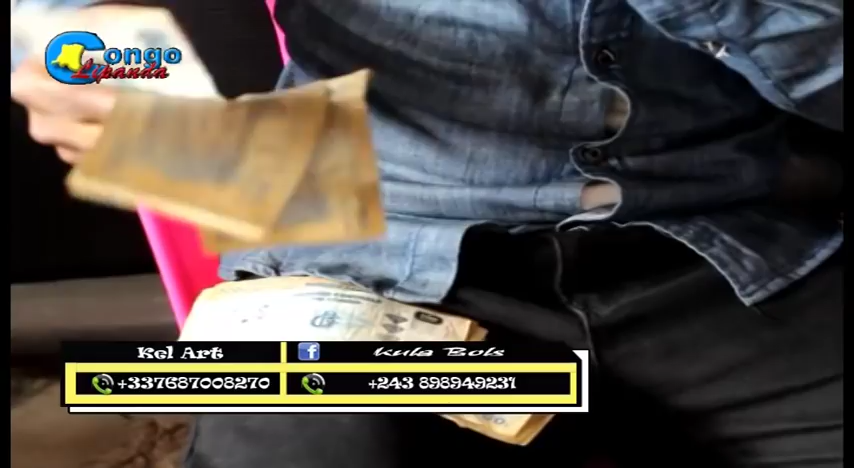 Congo
Lipanda
Kel Art
Kula Bols
+337687008270
+243 898949231